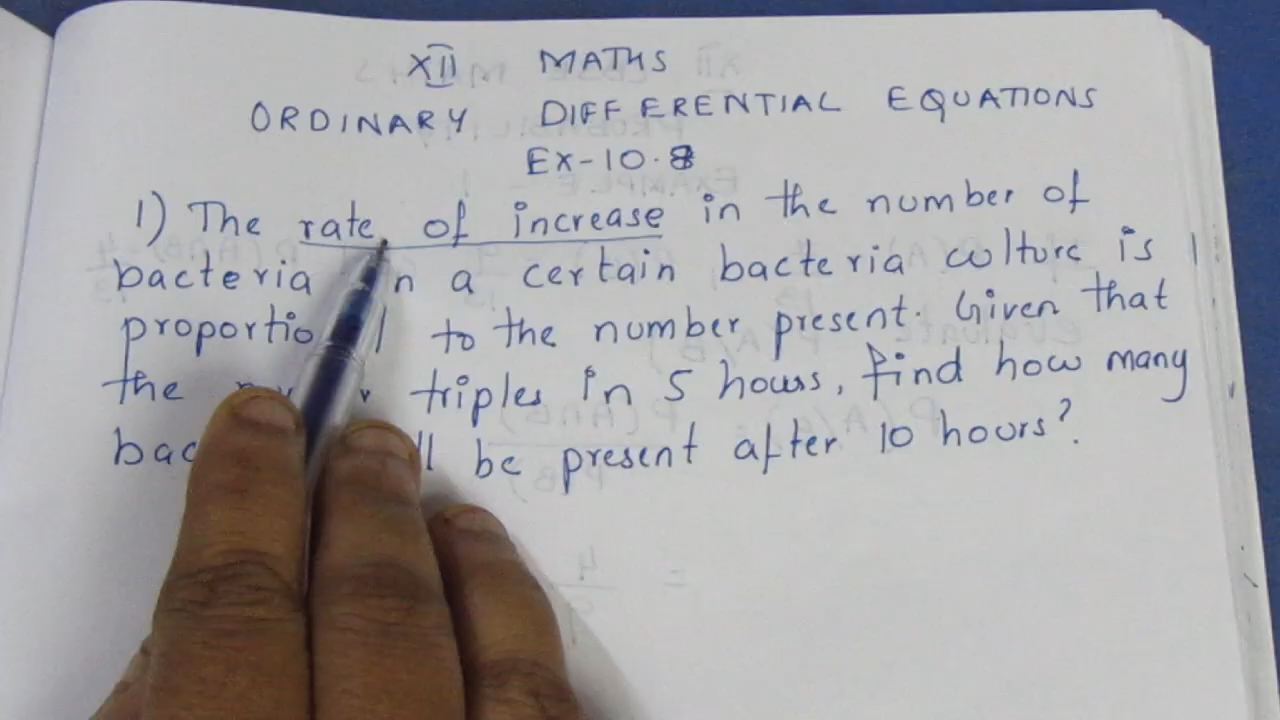 XII MATHS
ORDINARY DIFFERENTIAL EQUATIONS
EX-10.8
1) The rate of increase in the number of
bacteria in a certain bacteria culture is
proportional to the number present. Given that
the triples in 5 hours, find how many
be present after 10 hours?